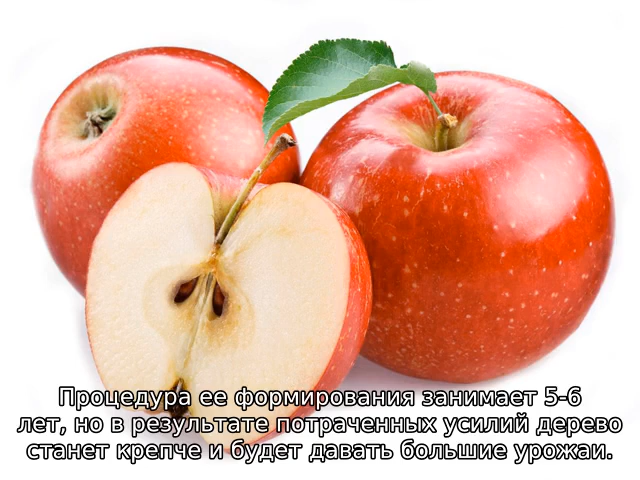 Процедура ее формирования занимает 5-6
лет, но в результате потраченных усилий дерево
станет крепче и будет давать большие урожаи.